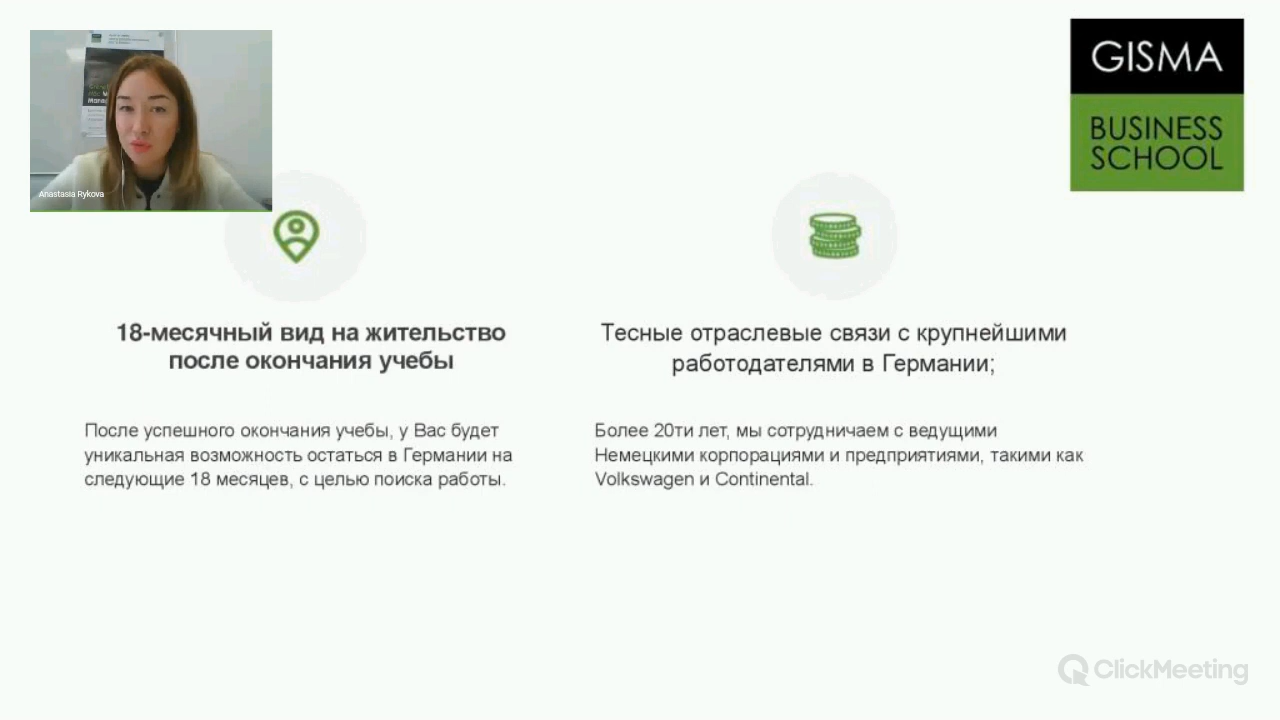 Anastasia Rykova
GISMA
BUSINESS
SCHOOL
18-месячный вид на жительство
после окончания учебы
После успешного окончания учебы, у Вас будет
уникальная возможность остаться в Германии на
следующие 18 месяцев, с целью поиска работы.
Тесные отраслевые связи с крупнейшими
работодателями в Германии;
Более 20ти лет, мы сотрудничаем с ведущими
Немецкими корпорациями и предприятиями, такими как
Volkswagen и Continental.
ClickMeeting